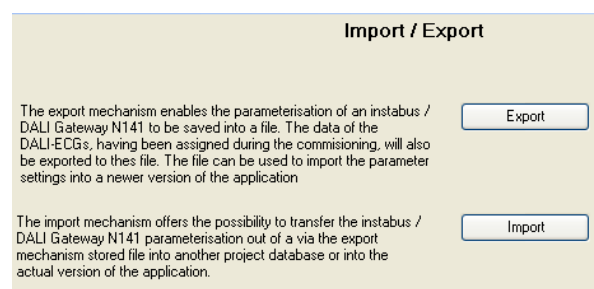 Import / Export
The export mechanism enables the parameterisation of an instabus /
DALI Gateway N141 to be saved into a file. The data of the
DALI-ECGs, having been assigned during the commisioning, will also
be exported to thes file. The file can be used to import the parameter
settings into a newer version of the application
Export
The import mechanism offers the possibility to transfer the instabus /
DALI Gateway N141 parameterisation out of a via the export
mechanism stored file into another project database or into the
actual version of the application.
Import